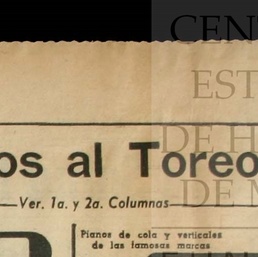 CEN
EST
DE H
DE M
os al Toreo
Ver. 1a. y 2a. Columnas
Pianos de cola y verticales
de las famosas marcas